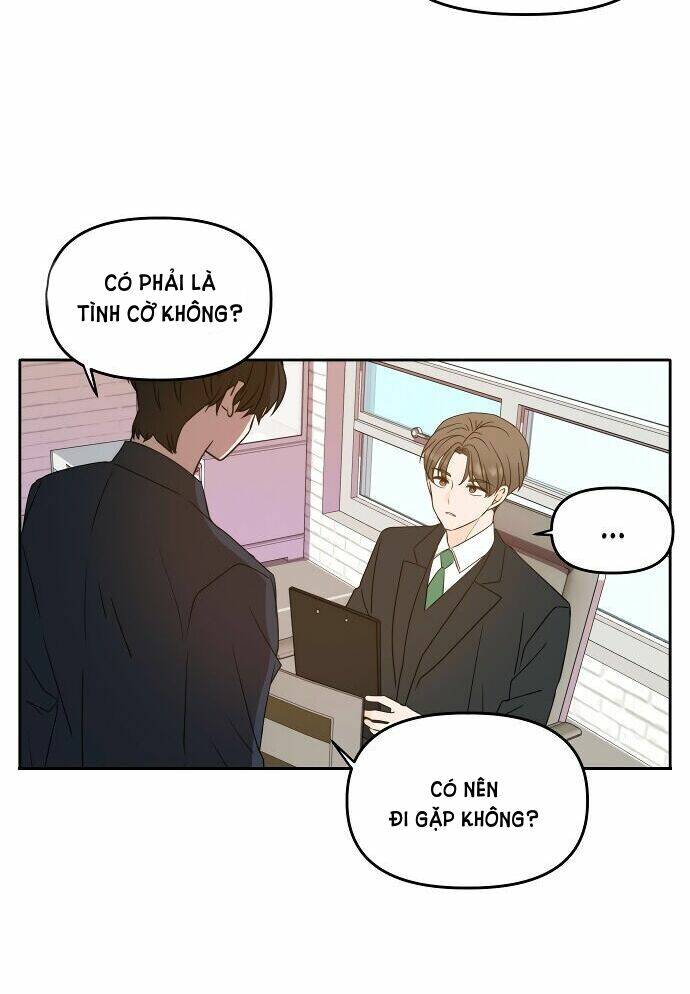 CÓ PHẢI LÀ
TÌNH CỜ KHÔNG?
...
CÓ NÊN
ĐI GẶP KHÔNG?